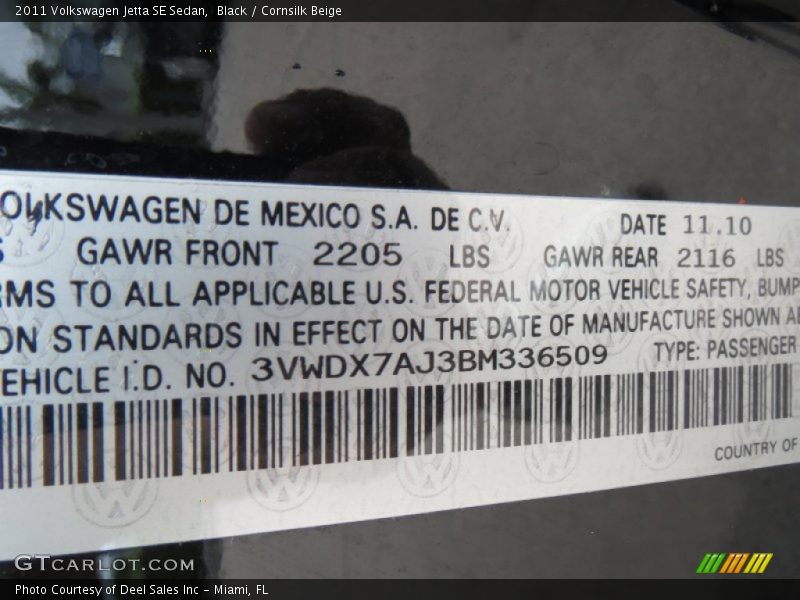 2011 Volkswagen Jetta SE Sedan, Black / Cornsilk Beige
OLKSWAGEN DE MEXICO S.A. DE C.V. DATE 11.10
S GAWR FRONT 2205 LBS GAWR REAR 2116 LBS
RMS TO ALL APPLICABLE U.S. FEDERAL MOTOR VEHICLE SAFETY, BUMP
ON STANDARDS IN EFFECT ON THE DATE OF MANUFACTURE SHOWN AB
EHICLE I.D. NO. 3VWDX7AJ3BM336509 TYPE: PASSENGER
COUNTRY OF
GTCARLOT.COM
Photo Courtesy of Deel Sales Inc - Miami, FL